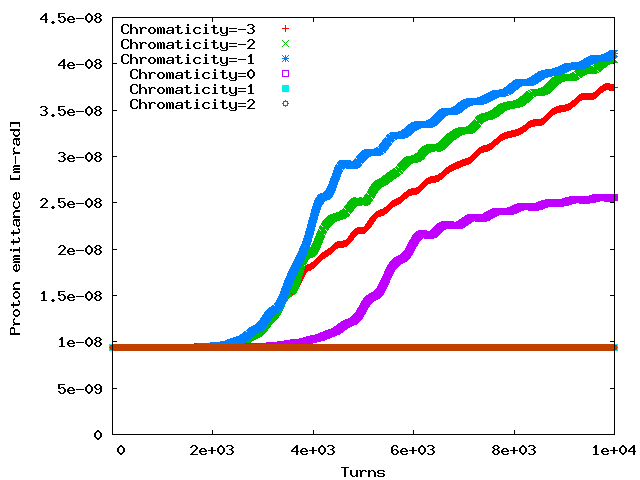 4.5e-08
4e-08
3.5e-08
3e-08
2.5e-08
2e-08
1.5e-08
1e-08
5e-09
0
Proton emittance [m-rad]
Chromaticity=-3
Chromaticity=-2
Chromaticity=-1
Chromaticity=0
Chromaticity=1
Chromaticity=2
0 2e+03 4e+03 6e+03 8e+03 1e+04
Turns